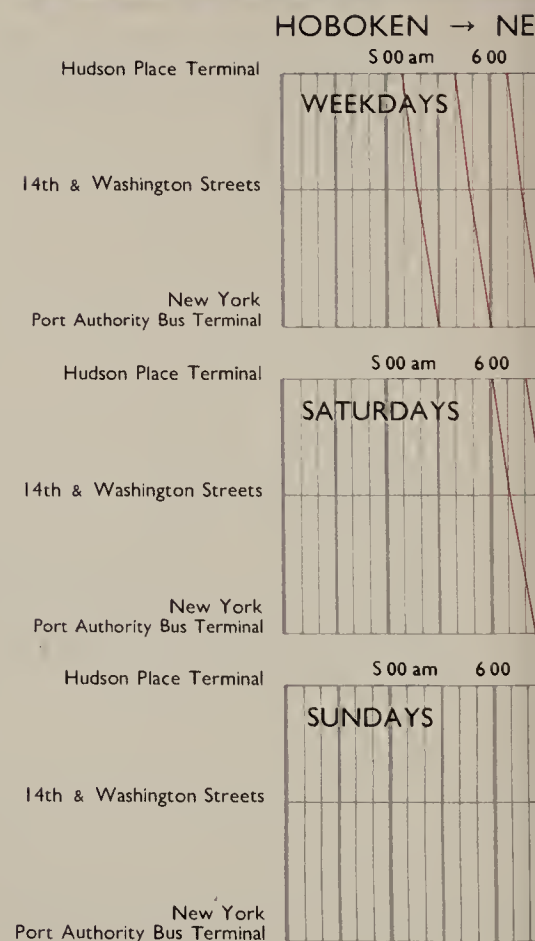 HOBOKEN → NE
5 00 am 6 00
Hudson Place Terminal
WEEKDAYS
14th & Washington Streets
New York
Port Authority Bus Terminal
5 00 am 6 00
Hudson Place Terminal
SATURDAYS
14th & Washington Streets
New York
Port Authority Bus Terminal
5 00 am 6 00
Hudson Place Terminal
SUNDAYS
14th & Washington Streets
New York
Port Authority Bus Terminal